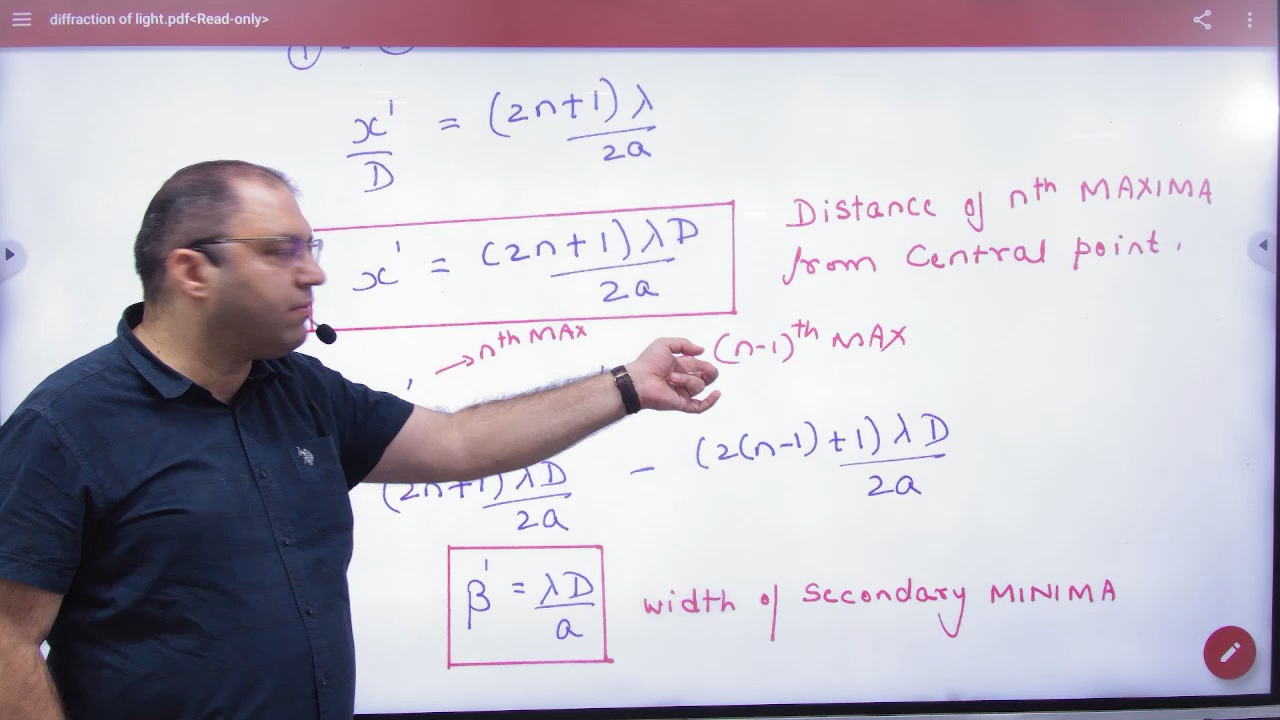 diffraction of light.pdf<Read-only>
x'/D = (2n+1)λ/2a
x' = (2n+1)λD/2a
Distance of nth MAXIMA
from Central point.
→ nth MAX
(n-1)th MAX
(2n+1)λD/2a - (2(n-1)+1)λD/2a
β' = λD/a
width of secondary MINIMA